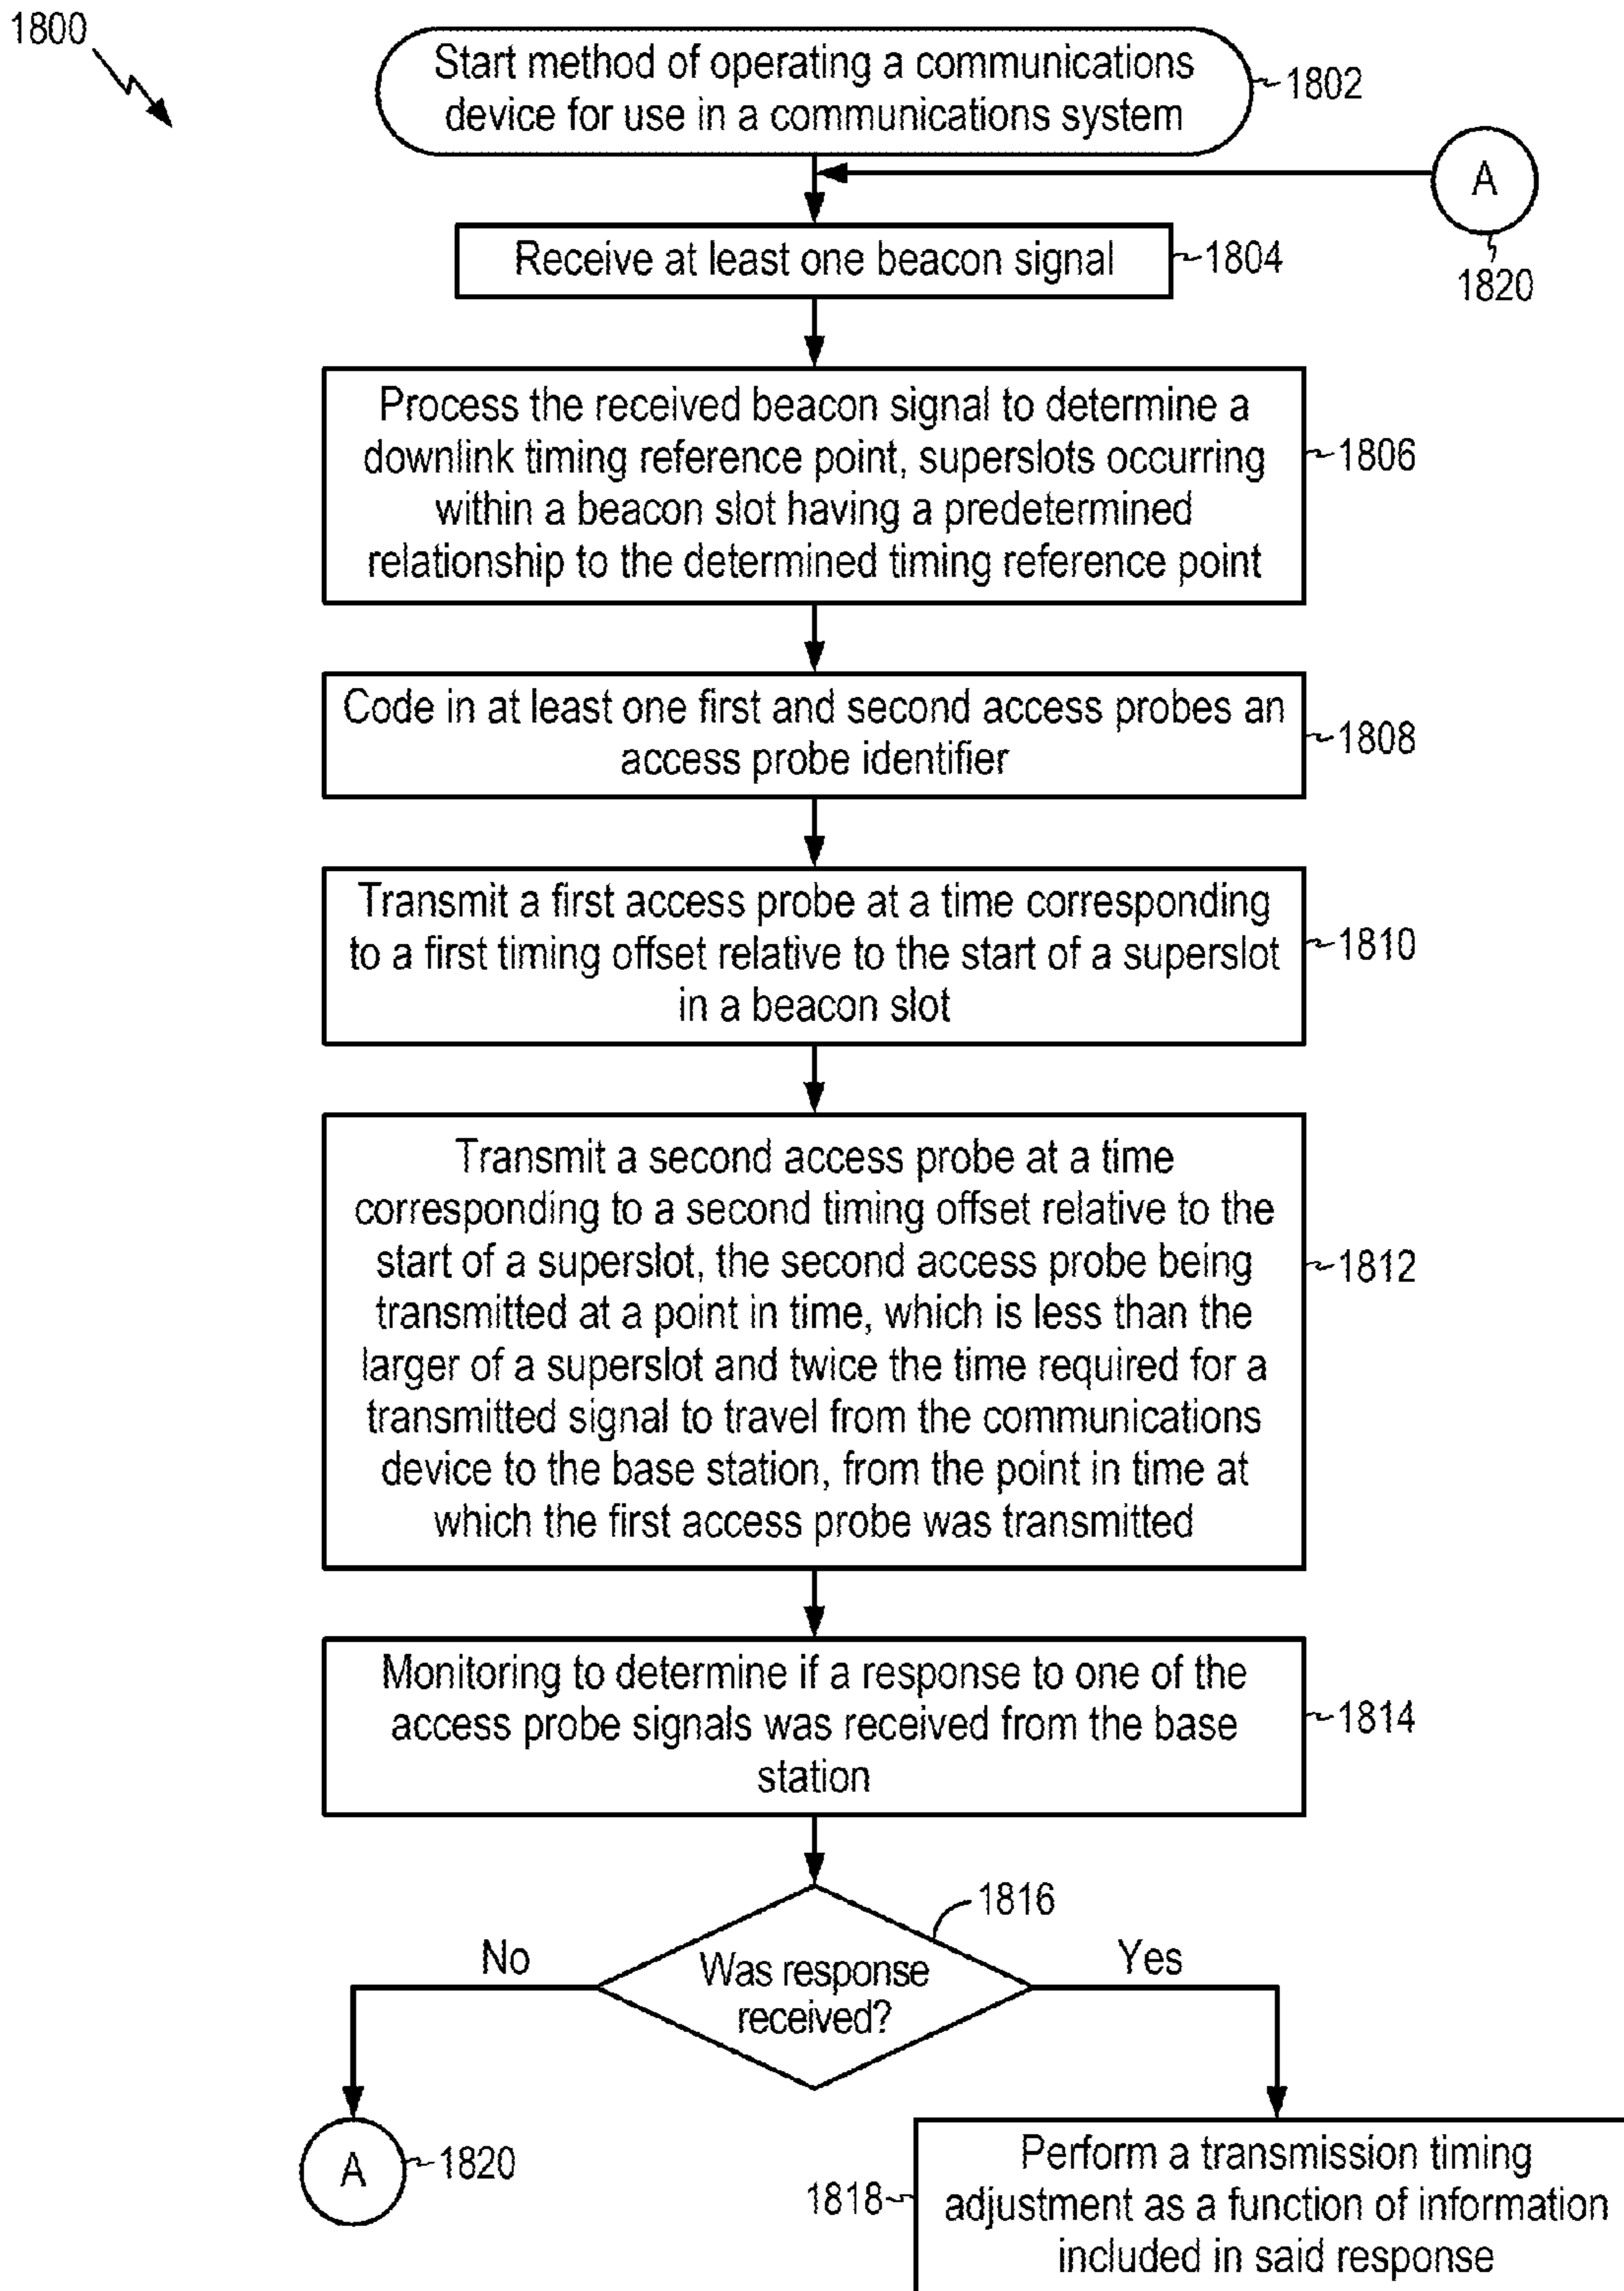 1800
Start method of operating a communications
device for use in a communications system
1802
A
1820
Receive at least one beacon signal
1804
Process the received beacon signal to determine a
downlink timing reference point, superslots occurring
within a beacon slot having a predetermined
relationship to the determined timing reference point
1806
Code in at least one first and second access probes an
access probe identifier
1808
Transmit a first access probe at a time corresponding
to a first timing offset relative to the start of a superslot
in a beacon slot
1810
Transmit a second access probe at a time
corresponding to a second timing offset relative to the
start of a superslot, the second access probe being
transmitted at a point in time, which is less than the
larger of a superslot and twice the time required for a
transmitted signal to travel from the communications
device to the base station, from the point in time at
which the first access probe was transmitted
1812
Monitoring to determine if a response to one of the
access probe signals was received from the base
station
1814
1816
Was response
received?
No
Yes
A
1820
1818
Perform a transmission timing
adjustment as a function of information
included in said response